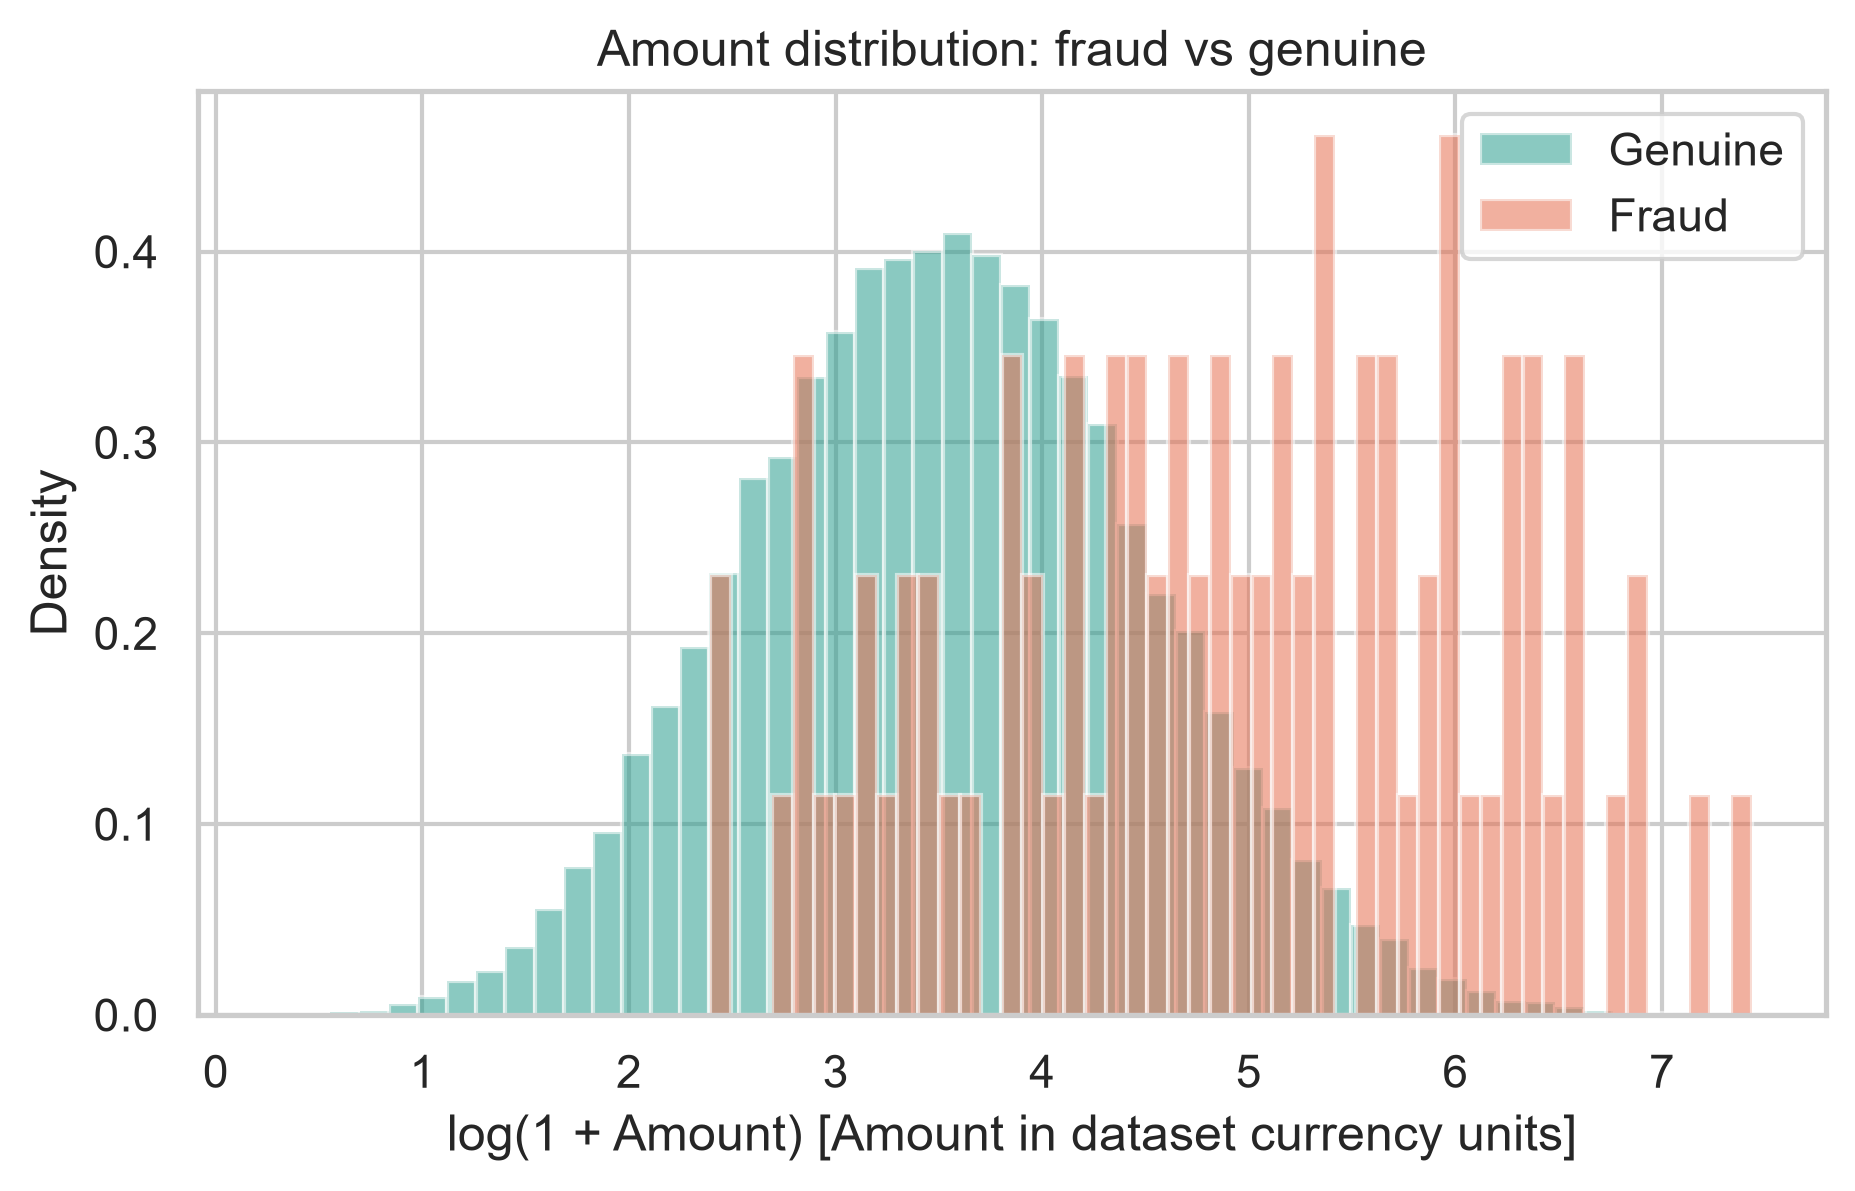 Amount distribution: fraud vs genuine
Genuine
Fraud
Density
0.4
0.3
0.2
0.1
0.0
0 1 2 3 4 5 6 7
log(1 + Amount) [Amount in dataset currency units]